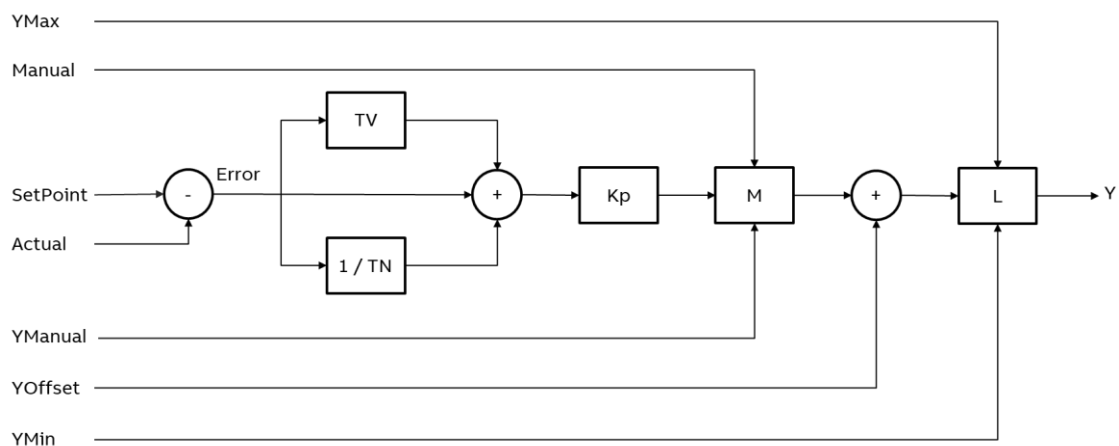 YMax
Manual
TV
Error
SetPoint
-
+
Kp
M
+
L
Y
Actual
1 / TN
YManual
YOffset
YMin